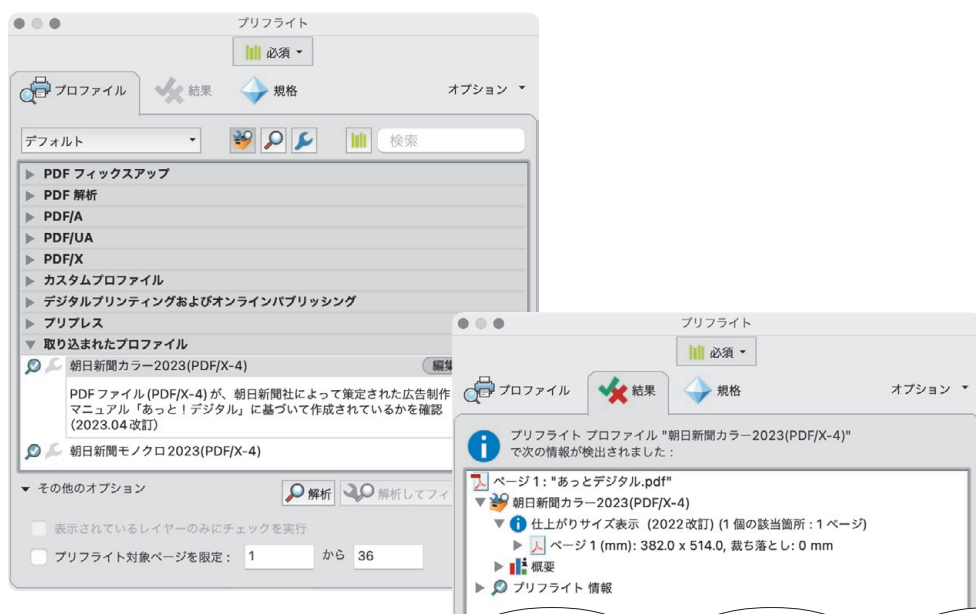 プリフライト
必須
プロファイル
結果
規格
オプション
デフォルト
検索
PDF フィックスアップ
PDF 解析
PDF/A
PDF/UA
PDF/X
カスタムプロファイル
デジタルプリンティングおよびオンラインパブリッシング
プリプレス
取り込まれたプロファイル
朝日新聞カラー2023(PDF/X-4)
編集
PDFファイル(PDF/X-4)が、朝日新聞社によって策定された広告制作
マニュアル「あっと！デジタル」に基づいて作成されているかを確認
(2023.04改訂)
朝日新聞モノクロ2023(PDF/X-4)
その他のオプション
解析
解析してフィ
表示されているレイヤーのみにチェックを実行
プリフライト対象ページを限定： 1 から 36
プリフライト
必須
プロファイル
結果
規格
オプション
プリフライト プロファイル "朝日新聞カラー2023(PDF/X-4)"
で次の情報が検出されました：
ページ 1 : "あっとデジタル.pdf"
朝日新聞カラー2023(PDF/X-4)
仕上がりサイズ表示 (2022改訂) (1 個の該当箇所 : 1 ページ)
ページ 1 (mm): 382.0 x 514.0, 裁ち落とし: 0 mm
概要
プリフライト 情報